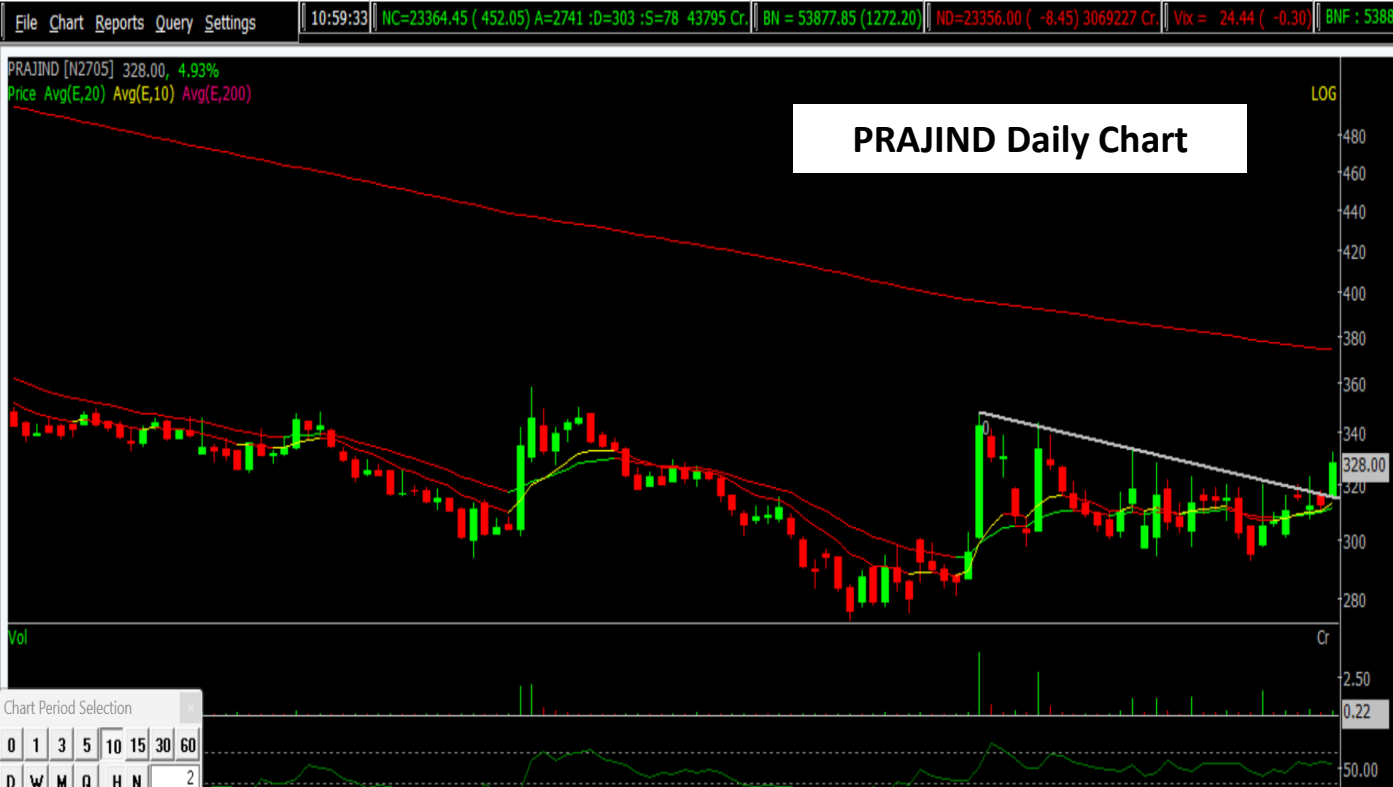 File Chart Reports Query Settings
10:59:33
NC=23364.45 ( 452.05) A=2741 :D=303 :S=78 43795 Cr.
BN = 53877.85 (1272.20)
ND=23356.00 ( -8.45) 3069227 Cr.
Vix = 24.44 ( -0.30)
BNF : 5388
PRAJIND [N2705] 328.00, 4.93%
Price Avg(E,20) Avg(E,10) Avg(E,200)
LOG
PRAJIND Daily Chart
480
460
440
420
400
380
360
340
328.00
320
300
280
0
Vol
Cr
2.50
0.22
Chart Period Selection
x
0 1 3 5 10 15 30 60
D W M Q H N 2
50.00